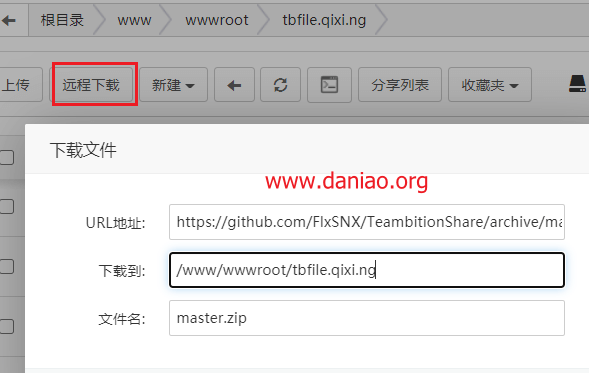 根目录 www wwwroot tbfile.qixi.ng
上传 远程下载 新建 分享列表 收藏夹
下载文件
www.daniao.org
URL地址: https://github.com/FlxSNX/TeambitionShare/archive/ma
下载到: /www/wwwroot/tbfile.qixi.ng
文件名: master.zip